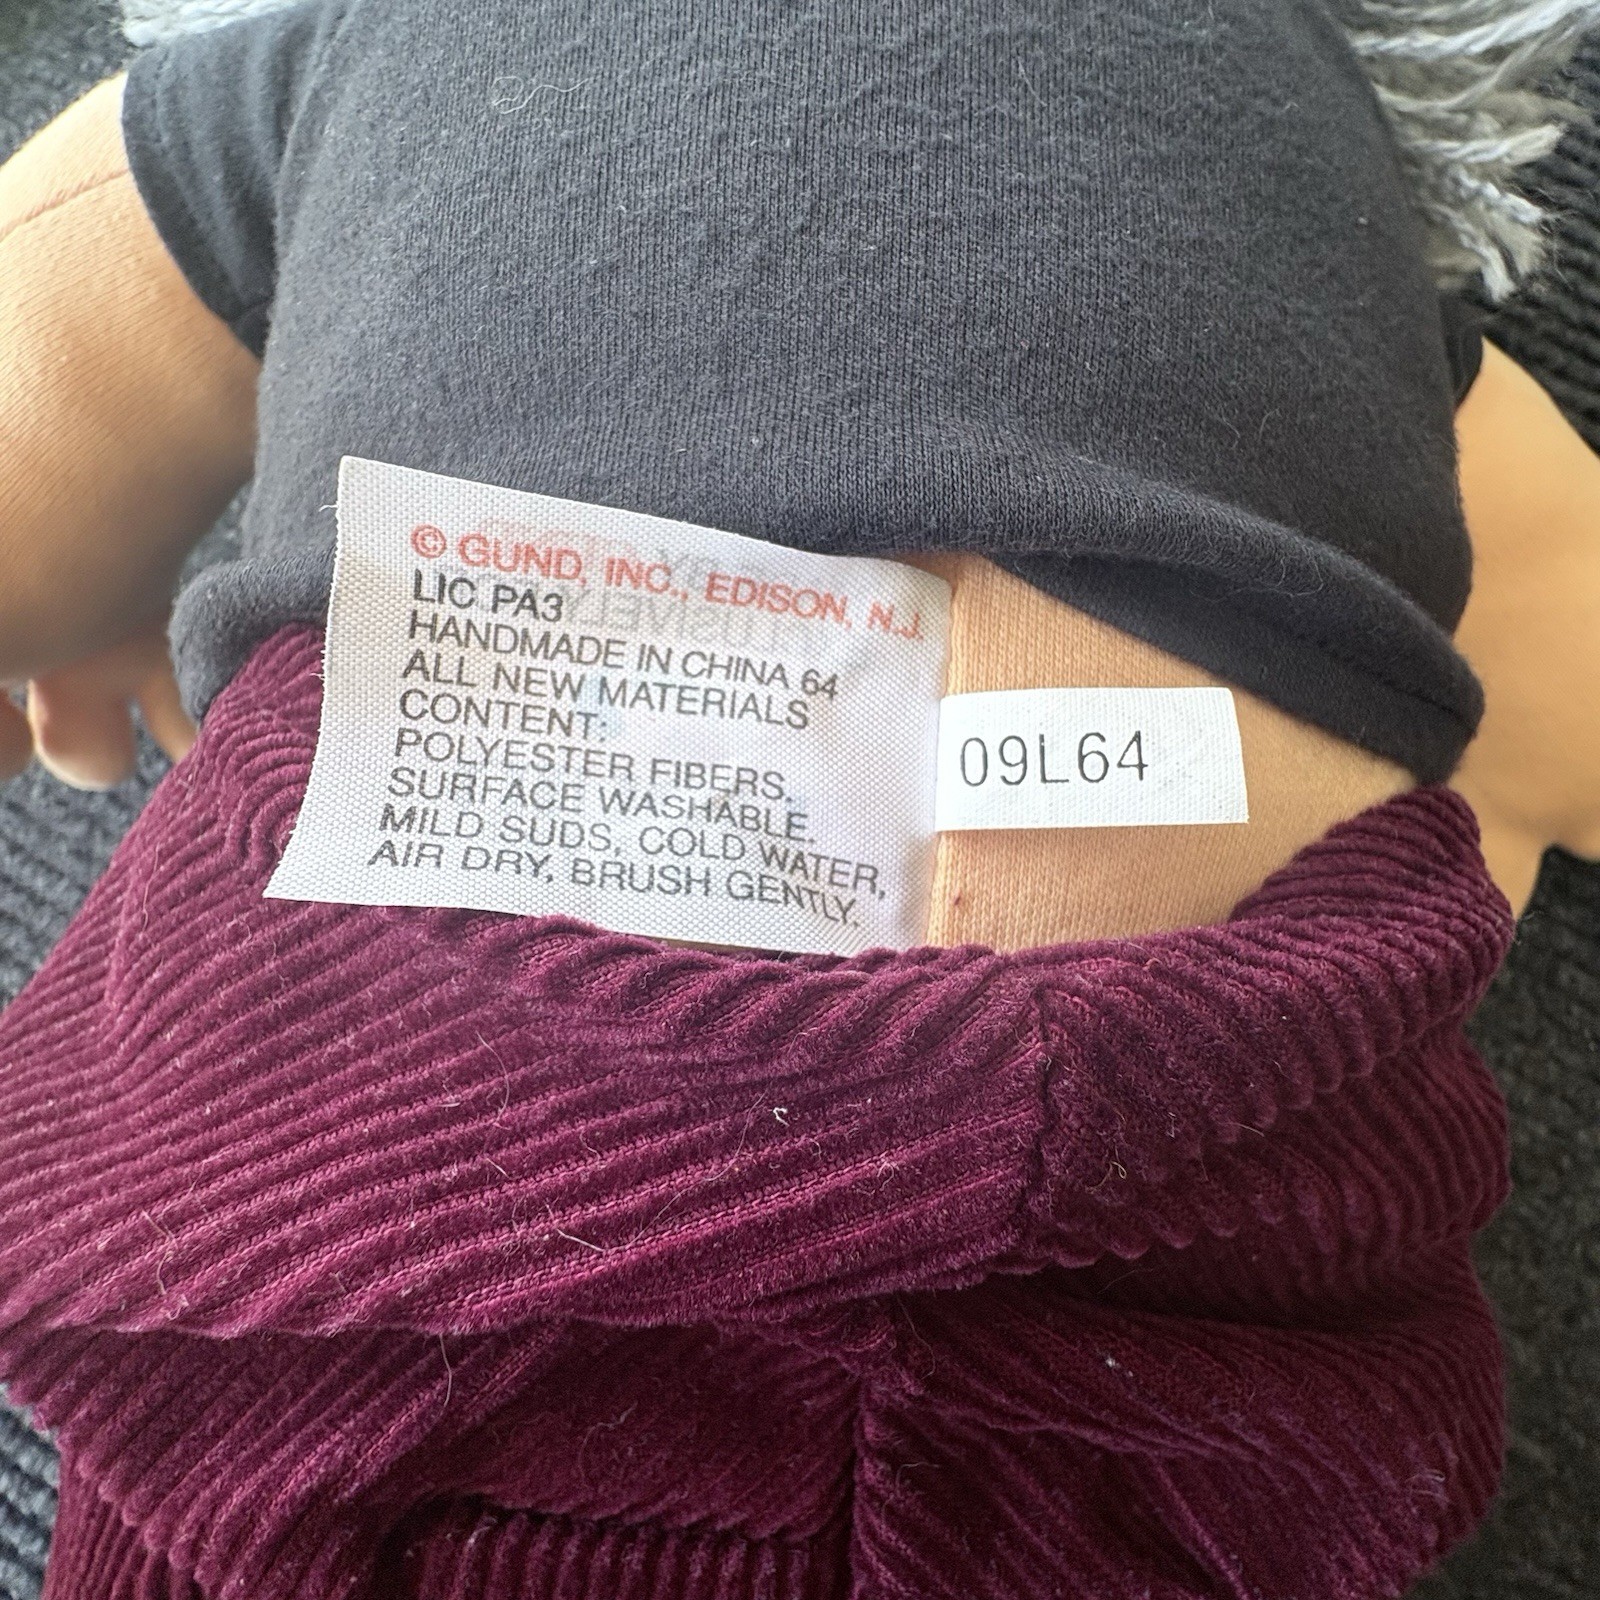 © GUND, INC., EDISON, N.J.
LIC PA3
HANDMADE IN CHINA 64
ALL NEW MATERIALS
CONTENT:
POLYESTER FIBERS.
SURFACE WASHABLE.
MILD SUDS, COLD WATER,
AIR DRY, BRUSH GENTLY.
09L64